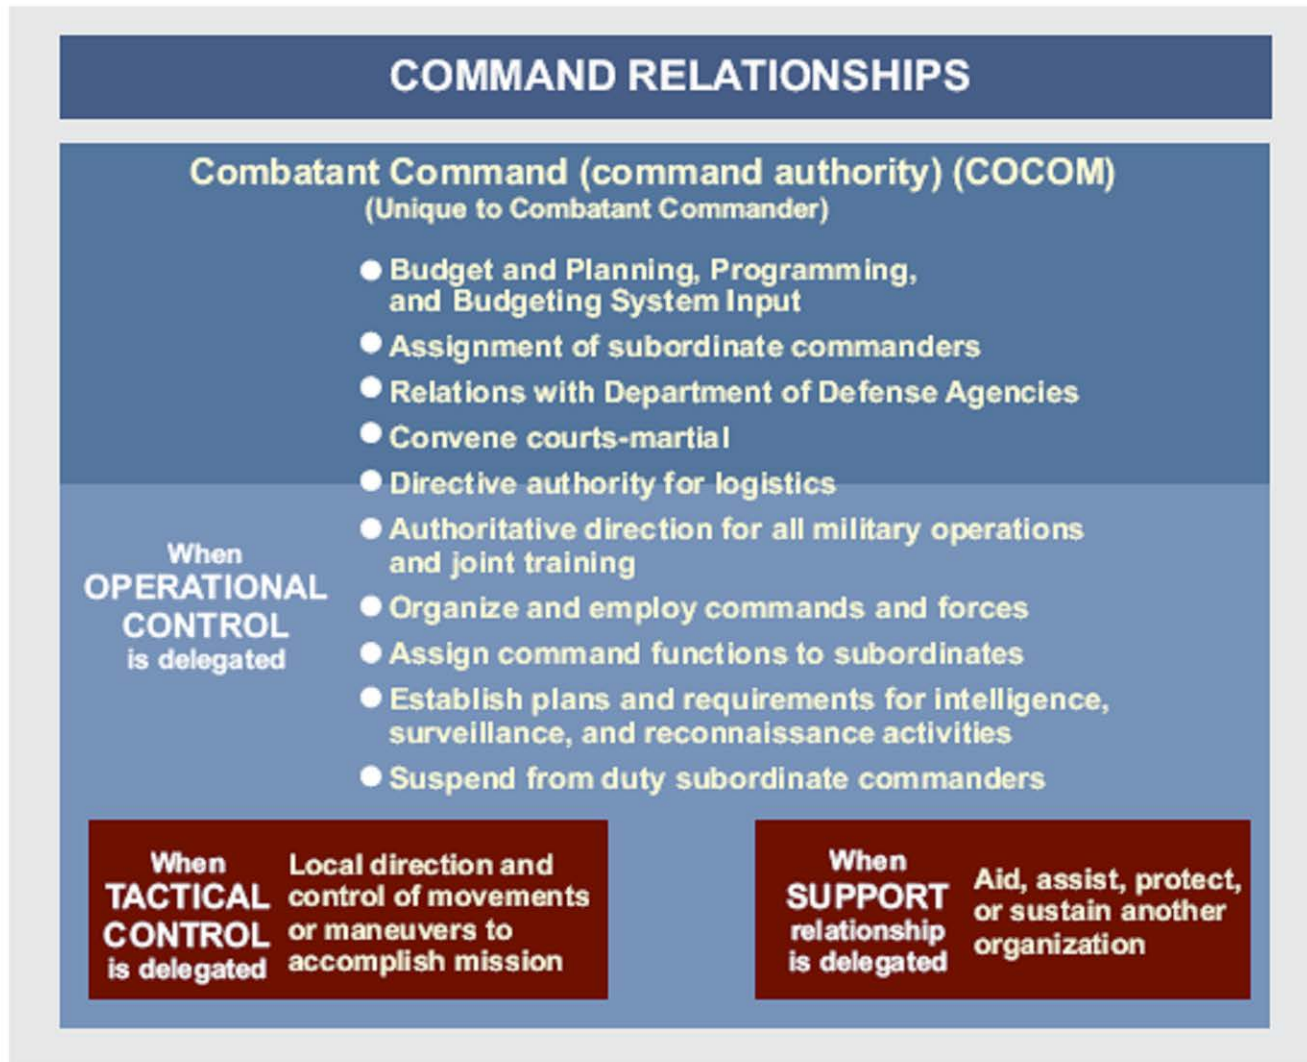 COMMAND RELATIONSHIPS
Combatant Command (command authority) (COCOM)
(Unique to Combatant Commander)
● Budget and Planning, Programming,
and Budgeting System Input
● Assignment of subordinate commanders
● Relations with Department of Defense Agencies
● Convene courts-martial
● Directive authority for logistics
● Authoritative direction for all military operations
and joint training
● Organize and employ commands and forces
● Assign command functions to subordinates
● Establish plans and requirements for intelligence,
surveillance, and reconnaissance activities
● Suspend from duty subordinate commanders
When
OPERATIONAL
CONTROL
is delegated
When
TACTICAL
CONTROL
is delegated
Local direction and
control of movements
or maneuvers to
accomplish mission
When
SUPPORT
relationship
is delegated
Aid, assist, protect,
or sustain another
organization